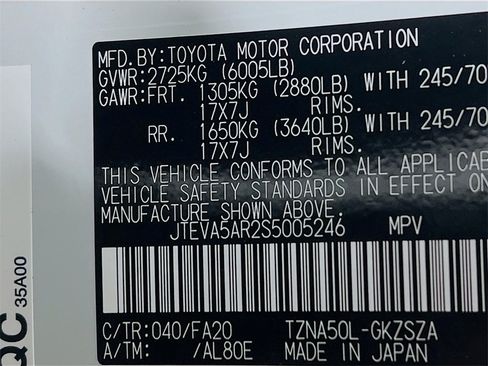 MFD. BY: TOYOTA MOTOR CORPORATION
GVWR: 2725KG (6005LB)
GAWR: FRT. 1305KG (2880LB) WITH 245/70
17X7J RIMS.
RR. 1650KG (3640LB) WITH 245/70
17X7J RIMS.
THIS VEHICLE CONFORMS TO ALL APPLICAB
VEHICLE SAFETY STANDARDS IN EFFECT ON
MANUFACTURE SHOWN ABOVE.
JTEVA5AR2S5005246 MPV
C/TR: 040/FA20 TZNA50L-GKZSZA
A/TM: /AL80E MADE IN JAPAN
QC
35A00